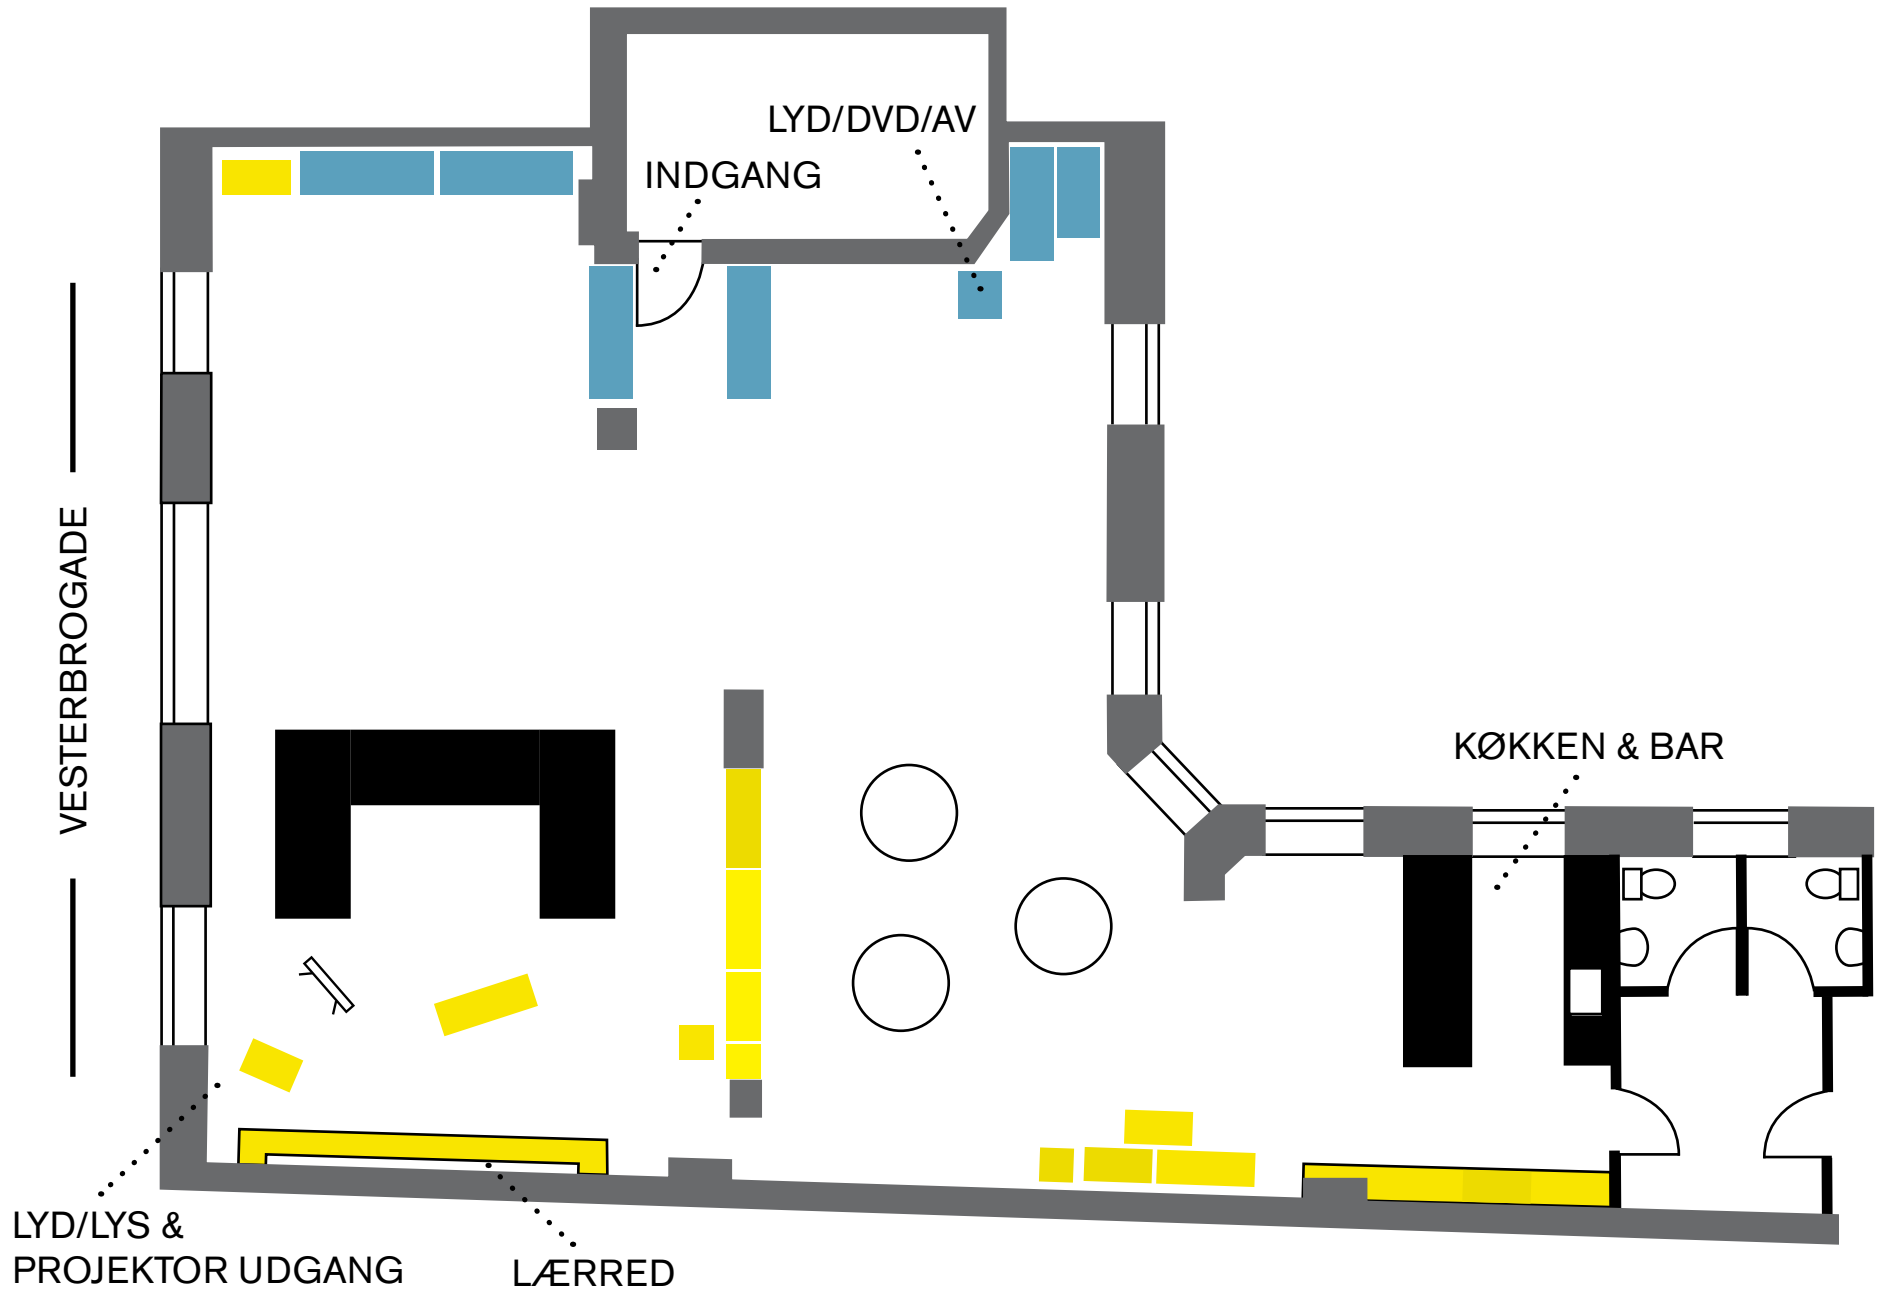 LYD/DVD/AV
INDGANG
VESTERBROGADE
KØKKEN & BAR
LYD/LYS &
PROJEKTOR UDGANG
LÆRRED